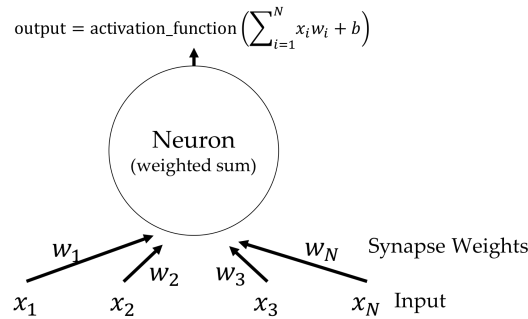 output = activation_function(∑_{i=1}^{N} x_i w_i + b)
Neuron
(weighted sum)
w_1 w_2 w_3 w_N Synapse Weights
x_1 x_2 x_3 x_N Input